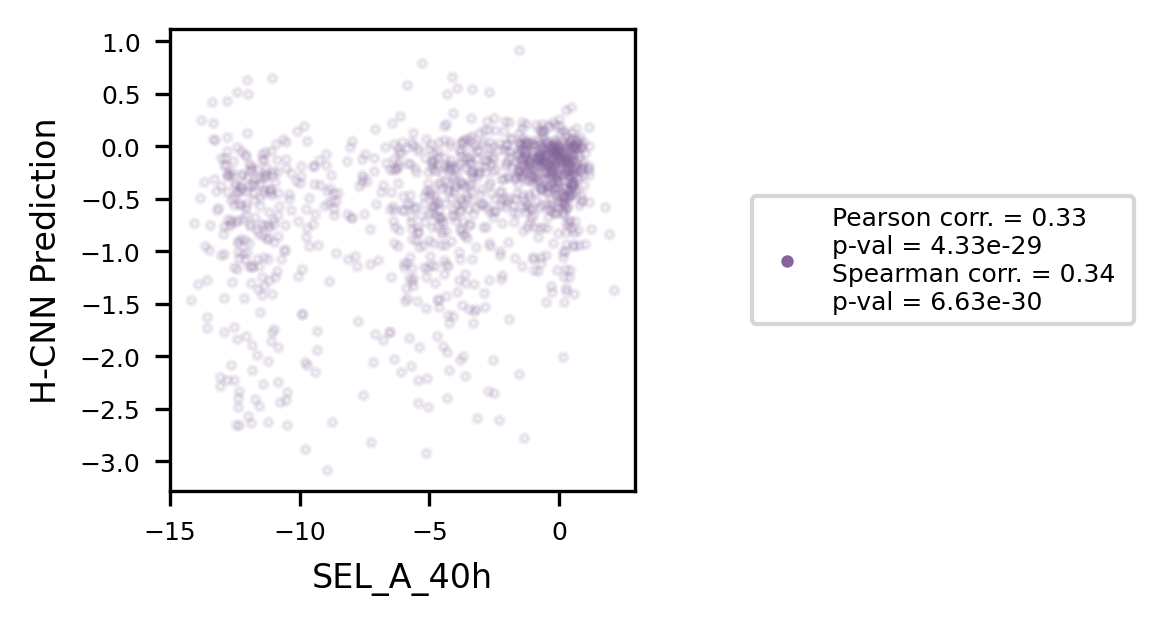 1.0
0.5
0.0
−0.5
−1.0
−1.5
−2.0
−2.5
−3.0
H-CNN Prediction
−15
−10
−5
0
SEL_A_40h
Pearson corr. = 0.33
p-val = 4.33e-29
Spearman corr. = 0.34
p-val = 6.63e-30